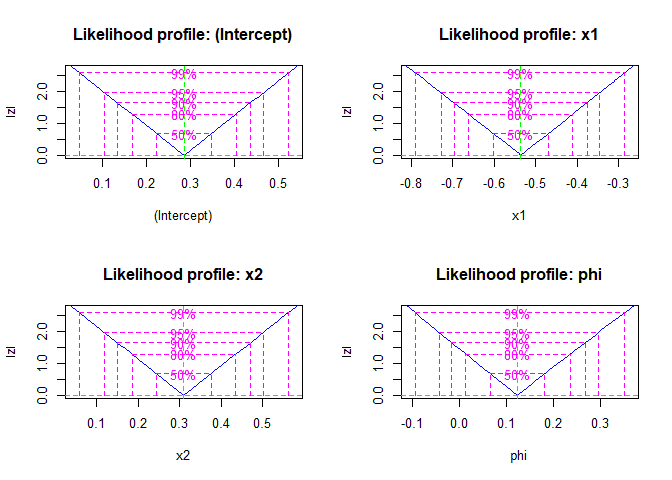 Likelihood profile: (Intercept)
|z|
0.0 1.0 2.0
99%
95%
90%
80%
50%
0.1 0.2 0.3 0.4 0.5
(Intercept)
Likelihood profile: x1
|z|
0.0 1.0 2.0
99%
95%
90%
80%
50%
-0.8 -0.7 -0.6 -0.5 -0.4 -0.3
x1
Likelihood profile: x2
|z|
0.0 1.0 2.0
99%
95%
90%
80%
50%
0.1 0.2 0.3 0.4 0.5
x2
Likelihood profile: phi
|z|
0.0 1.0 2.0
99%
95%
90%
80%
50%
-0.1 0.0 0.1 0.2 0.3
phi